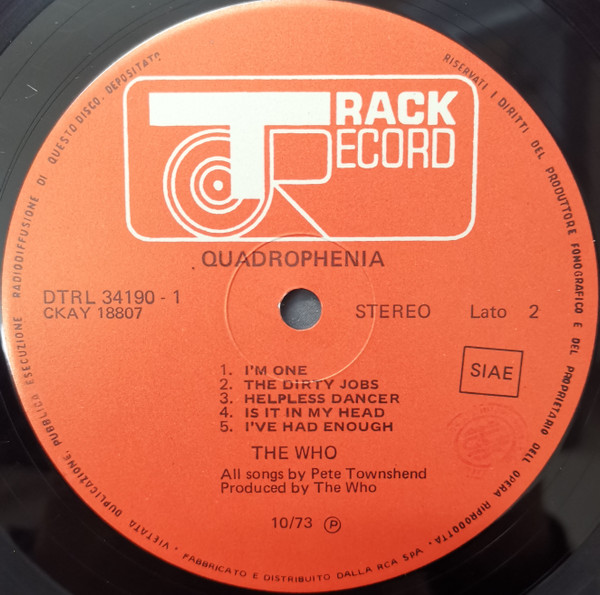 TRACK
RECORD
QUADROPHENIA
DTRL 34190 - 1
CKAY 18807
STEREO Lato 2
1. I'M ONE
2. THE DIRTY JOBS
3. HELPLESS DANCER
4. IS IT IN MY HEAD
5. I'VE HAD ENOUGH
SIAE
THE WHO
All songs by Pete Townshend
Produced by The Who
10/73 Ⓟ
RISERVATI I DIRITTI DEL PRODUTTORE FONOGRAFICO E DEL PROPRIETARIO DELL'OPERA RIPRODOTTA • VIETATA DUPLICAZIONE, PUBBLICA ESECUZIONE RADIODIFFUSIONE DI QUESTO DISCO. DEPOSITATO
• FABBRICATO E DISTRIBUITO DALLA RCA SPA •